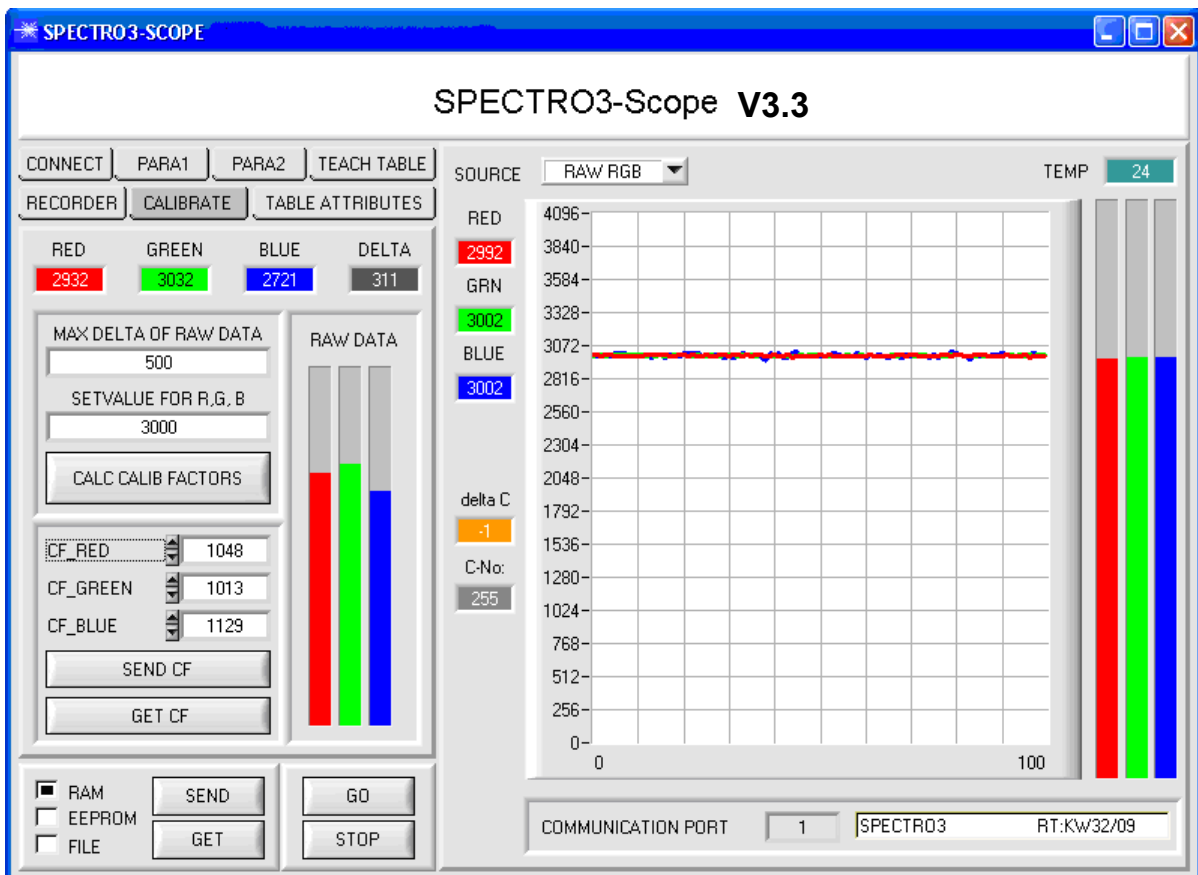 SPECTRO3-SCOPE
SPECTRO3-Scope V3.3
CONNECT PARA1 PARA2 TEACH TABLE
RECORDER CALIBRATE TABLE ATTRIBUTES
RED GREEN BLUE DELTA
2932 3032 2721 311
MAX DELTA OF RAW DATA
500
SETVALUE FOR R,G, B
3000
CALC CALIB FACTORS
RAW DATA
CF_RED 1048
CF_GREEN 1013
CF_BLUE 1129
SEND CF
GET CF
RAM
EEPROM
FILE
SEND
GET
GO
STOP
SOURCE RAW RGB
TEMP 24
RED
2992
GRN
3002
BLUE
3002
delta C
-1
C-No:
255
4096
3840
3584
3328
3072
2816
2560
2304
2048
1792
1536
1280
1024
768
512
256
0
0 100
COMMUNICATION PORT 1 SPECTRO3 RT:KW32/09